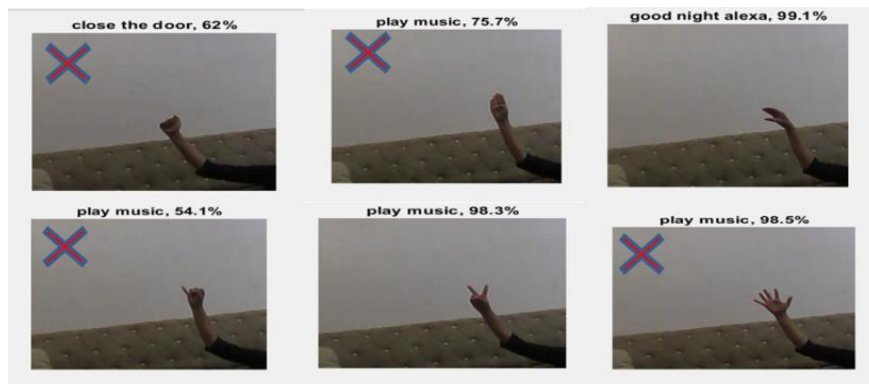 close the door, 62%
play music, 75.7%
good night alexa, 99.1%
play music, 54.1%
play music, 98.3%
play music, 98.5%